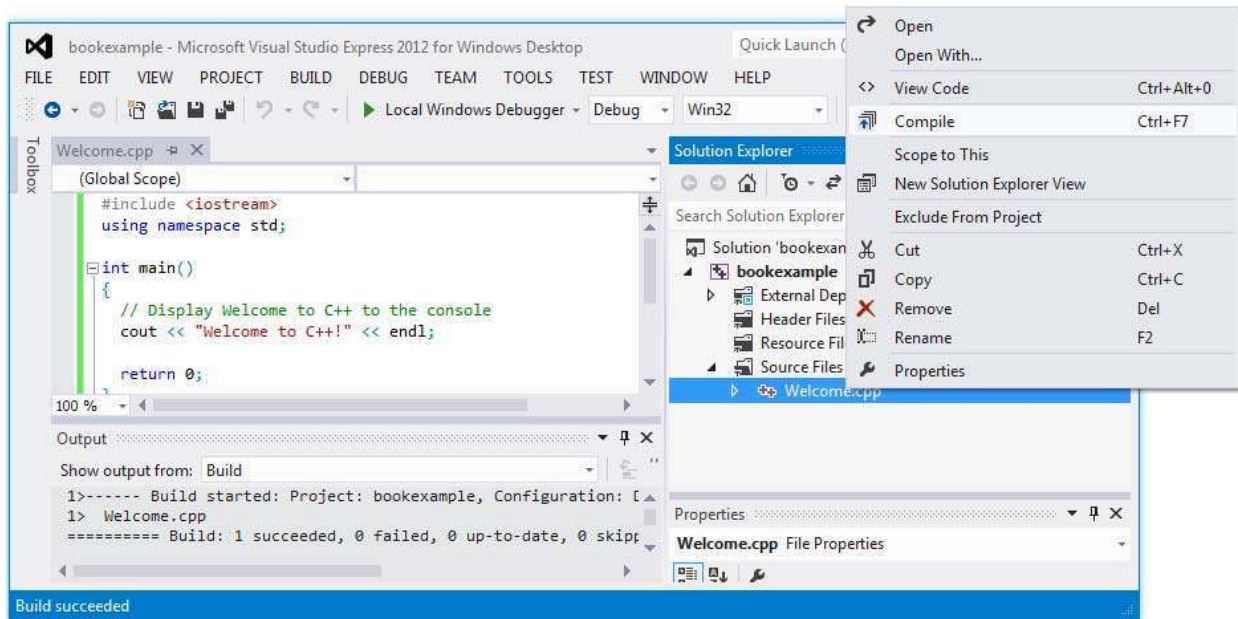 bookexample - Microsoft Visual Studio Express 2012 for Windows Desktop
Quick Launch (
FILE EDIT VIEW PROJECT BUILD DEBUG TEAM TOOLS TEST WINDOW HELP
Local Windows Debugger Debug Win32
Toolbox
Welcome.cpp
(Global Scope)
#include <iostream>
using namespace std;
int main()
{
// Display Welcome to C++ to the console
cout << "Welcome to C++!" << endl;
return 0;
100 %
Output
Show output from: Build
1>------ Build started: Project: bookexample, Configuration:
1> Welcome.cpp
========== Build: 1 succeeded, 0 failed, 0 up-to-date, 0
Build succeeded
Solution Explorer
Search Solution Explorer
Solution 'bookexan
bookexample
External Dep
Header Files
Resource Fil
Source Files
Welcome.cpp
Properties
Welcome.cpp File Properties
Open
Open With...
View Code Ctrl+Alt+0
Compile Ctrl+F7
Scope to This
New Solution Explorer View
Exclude From Project
Cut Ctrl+X
Copy Ctrl+C
Remove Del
Rename F2
Properties